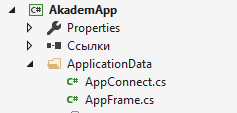 C# AkademApp
Properties
Ссылки
ApplicationData
C# AppConnect.cs
C# AppFrame.cs